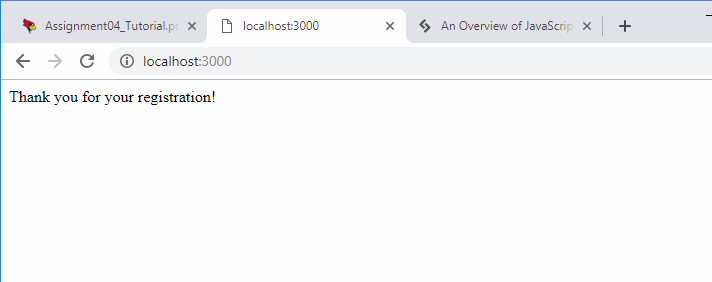 Assignment04_Tutorial.p
localhost:3000
An Overview of JavaScrip
localhost:3000
Thank you for your registration!